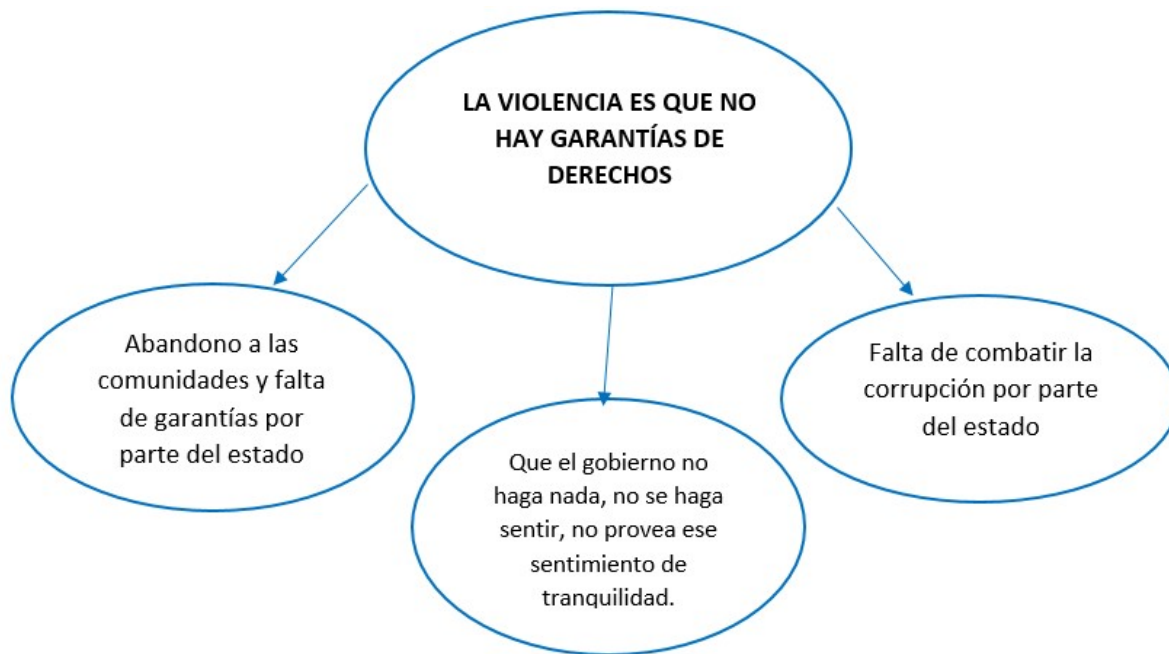 LA VIOLENCIA ES QUE NO
HAY GARANTÍAS DE
DERECHOS
Abandono a las
comunidades y falta
de garantías por
parte del estado
Que el gobierno no
haga nada, no se haga
sentir, no provea ese
sentimiento de
tranquilidad.
Falta de combatir la
corrupción por parte
del estado